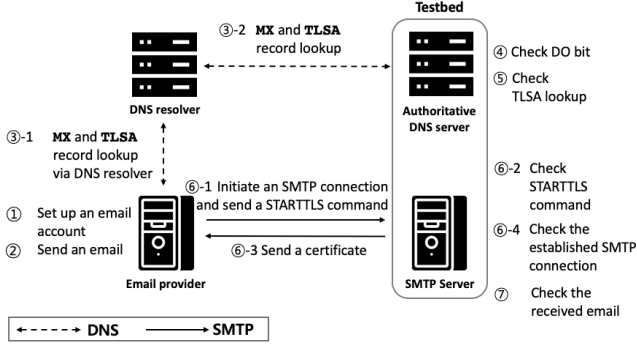 Testbed
③-2 MX and TLSA
record lookup
④ Check DO bit
⑤ Check
TLSA lookup
DNS resolver
Authoritative
DNS server
③-1 MX and TLSA
record lookup
via DNS resolver
⑥-1 Initiate an SMTP connection
and send a STARTTLS command
⑥-2 Check
STARTTLS
command
① Set up an email
account
② Send an email
⑥-3 Send a certificate
⑥-4 Check the
established SMTP
connection
Email provider
SMTP Server
⑦ Check the
received email
DNS
SMTP